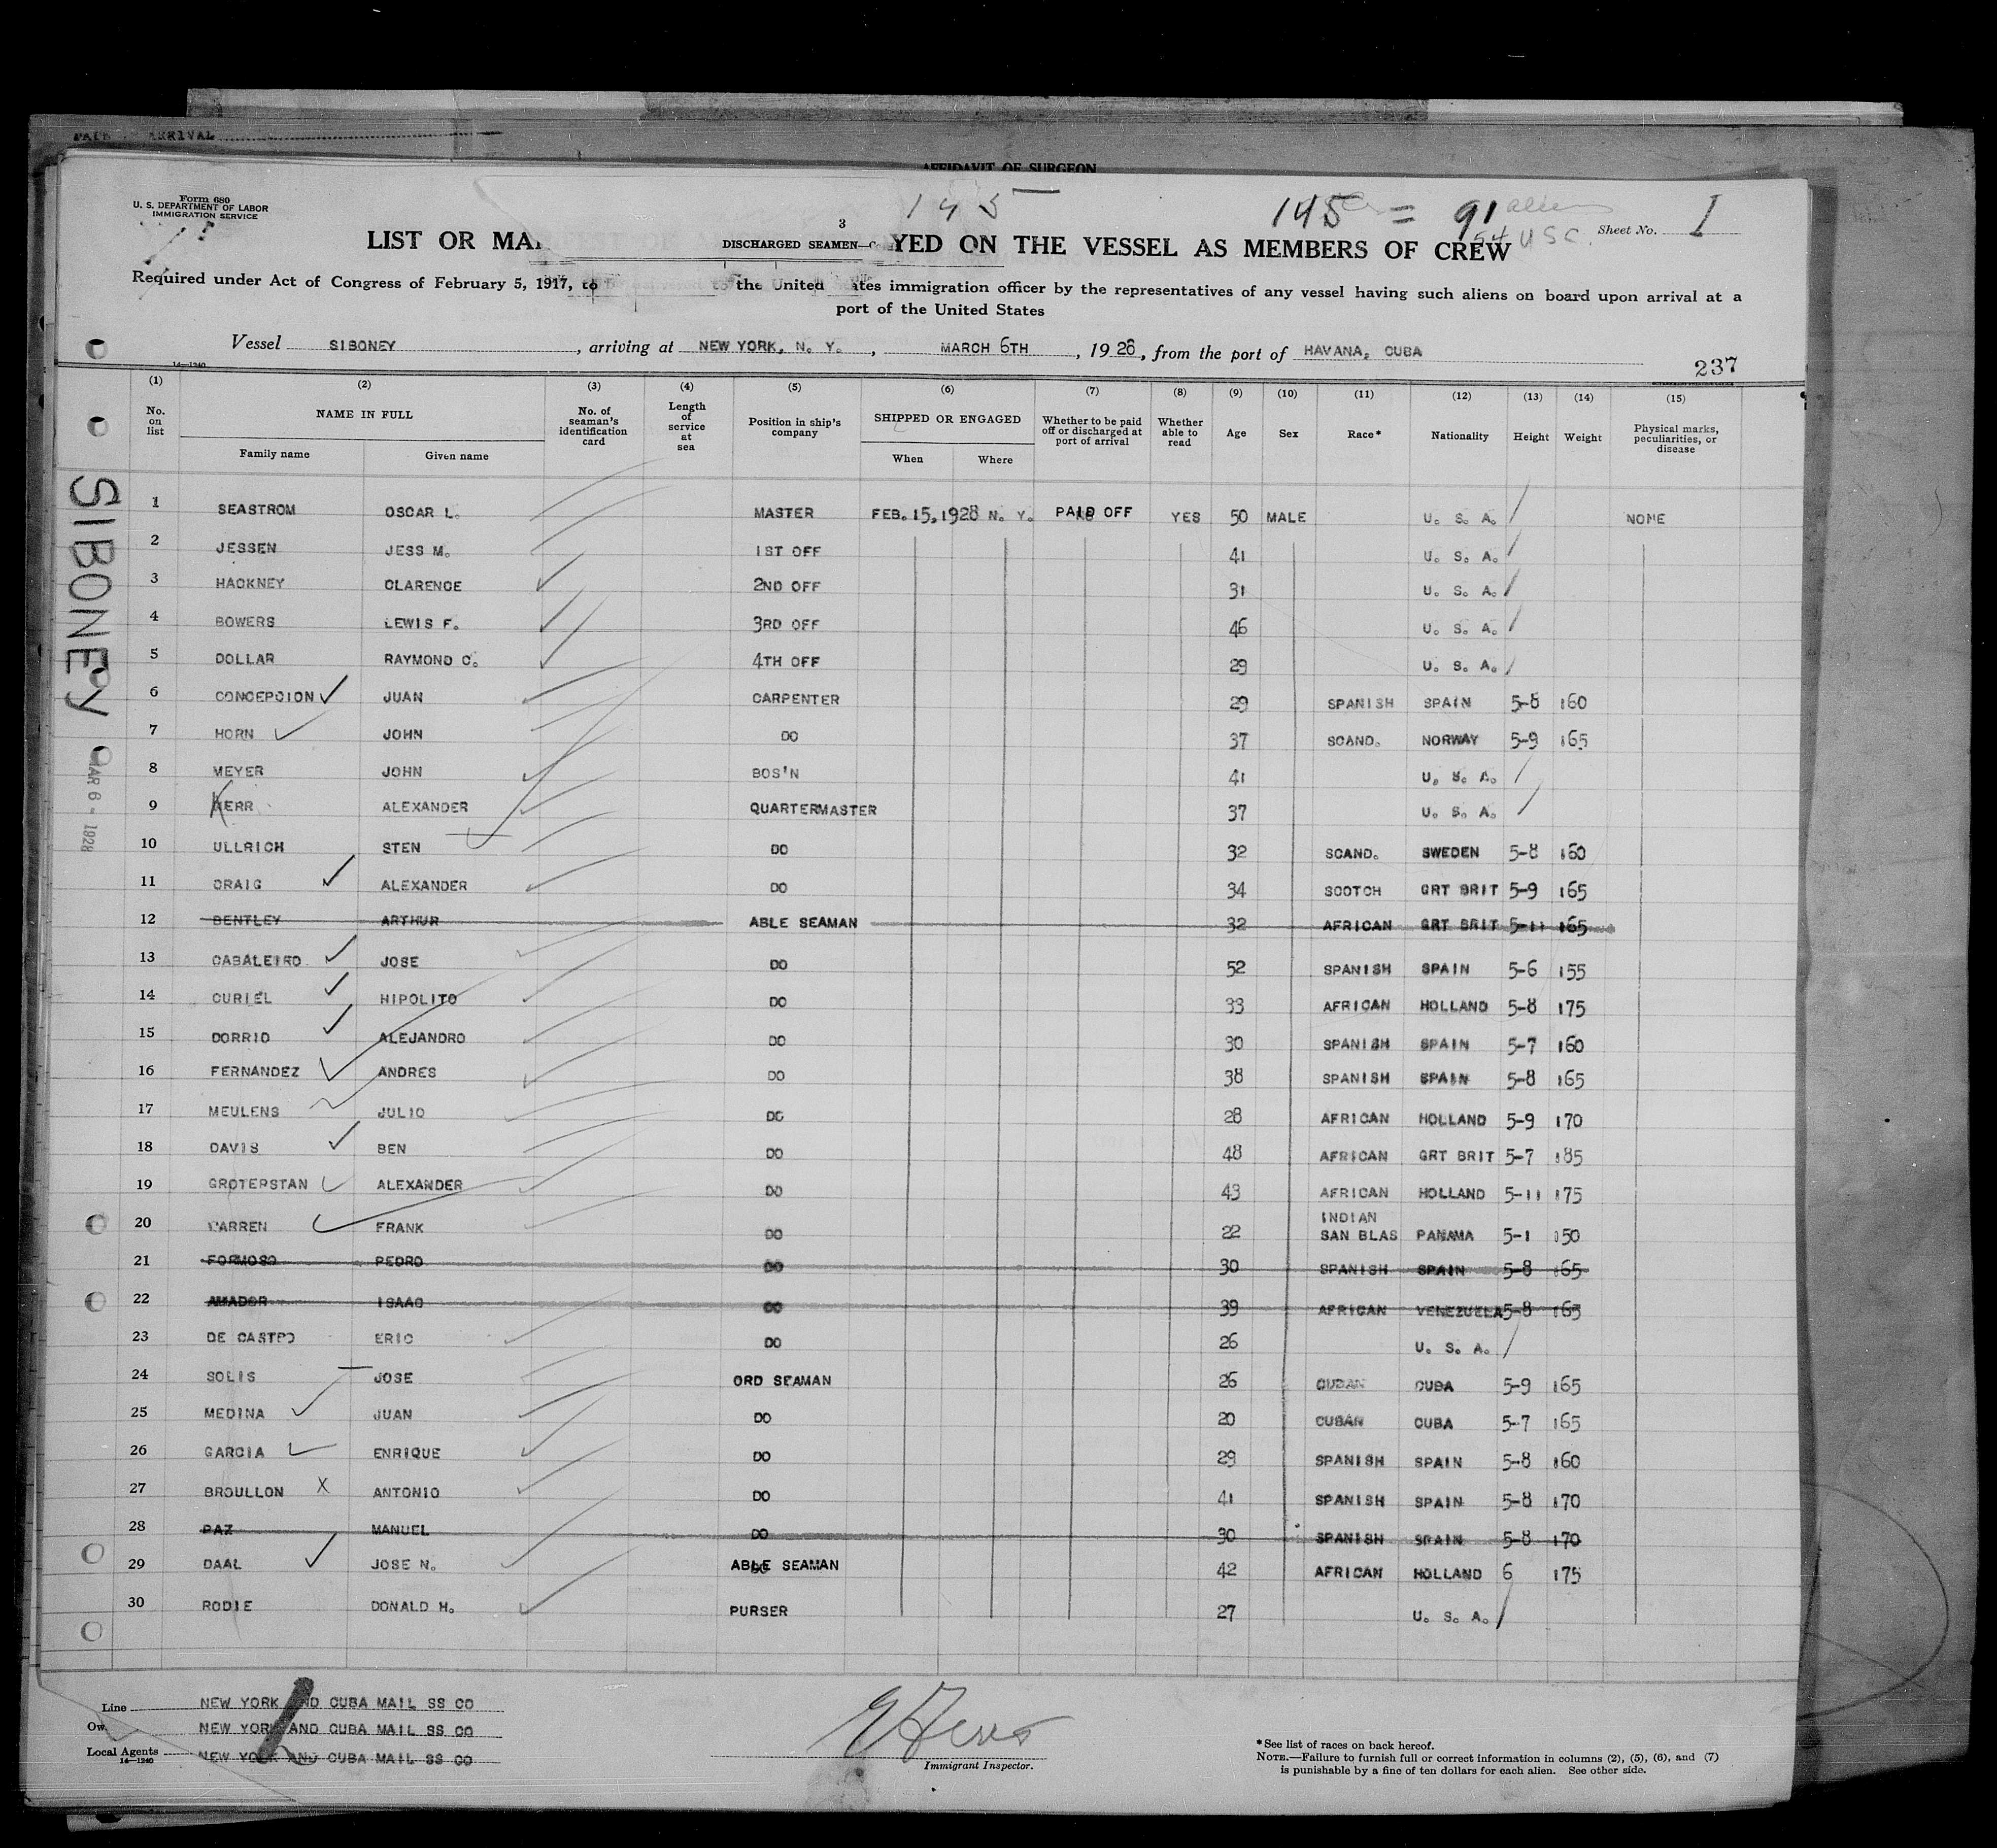 ARRIVAL
AFFIDAVIT OF SURGEON
Form 680
U. S. DEPARTMENT OF LABOR
IMMIGRATION SERVICE
145
145 = 91 aliens
54 USC.
Sheet No. 1
3
LIST OR MA DISCHARGED SEAMEN— YED ON THE VESSEL AS MEMBERS OF CREW
Required under Act of Congress of February 5, 1917, to the United ates immigration officer by the representatives of any vessel having such aliens on board upon arrival at a
port of the United States
Vessel SIBONEY, arriving at NEW YORK, N. Y., MARCH 6TH, 1928, from the port of HAVANA, CUBA
237
14—1240
(1) (2) (3) (4) (5) (6) (7) (8) (9) (10) (11) (12) (13) (14) (15)
No. on list NAME IN FULL No. of seaman's identification card Length of service at sea Position in ship's company SHIPPED OR ENGAGED Whether to be paid off or discharged at port of arrival Whether able to read Age Sex Race* Nationality Height Weight Physical marks, peculiarities, or disease
Family name Given name When Where
SIBONEY
MAR 6 - 1928
1 SEASTROM OSCAR L. MASTER FEB. 15, 1928 N. Y. PAID OFF YES 50 MALE U. S. A. NONE
2 JESSEN JESS M. 1ST OFF 41 U. S. A.
3 HACKNEY CLARENCE 2ND OFF 31 U. S. A.
4 BOWERS LEWIS F. 3RD OFF 46 U. S. A.
5 DOLLAR RAYMOND C. 4TH OFF 29 U. S. A.
6 CONCEPCION JUAN CARPENTER 29 SPANISH SPAIN 5-8 160
7 HORN JOHN DO 37 SCAND. NORWAY 5-9 165
8 MEYER JOHN BOS'N 41 U. S. A.
9 KERR ALEXANDER QUARTERMASTER 37 U. S. A.
10 ULLRICH STEN DO 32 SCAND. SWEDEN 5-8 160
11 CRAIG ALEXANDER DO 34 SCOTCH GRT BRIT 5-9 165
12 BENTLEY ARTHUR ABLE SEAMAN 32 AFRICAN GRT BRIT 5-11 165
13 CABALEIRO JOSE DO 52 SPANISH SPAIN 5-6 155
14 CURIEL HIPOLITO DO 33 AFRICAN HOLLAND 5-8 175
15 DORRIO ALEJANDRO DO 30 SPANISH SPAIN 5-7 160
16 FERNANDEZ ANDRES DO 38 SPANISH SPAIN 5-8 165
17 MEULENS JULIO DO 28 AFRICAN HOLLAND 5-9 170
18 DAVIS BEN DO 48 AFRICAN GRT BRIT 5-7 185
19 GROTERSTAN ALEXANDER DO 43 AFRICAN HOLLAND 5-11 175
20 WARREN FRANK DO 22 INDIAN SAN BLAS PANAMA 5-1 150
21 FORMOSO PEDRO DO 30 SPANISH SPAIN 5-8 165
22 AMADOR ISAAC DO 39 AFRICAN VENEZUELA 5-8 165
23 DE CASTRO ERIC DO 26 U. S. A.
24 SOLIS JOSE ORD SEAMAN 26 CUBAN CUBA 5-9 165
25 MEDINA JUAN DO 20 CUBAN CUBA 5-7 165
26 GARCIA ENRIQUE DO 29 SPANISH SPAIN 5-8 160
27 BROULLON X ANTONIO DO 41 SPANISH SPAIN 5-8 170
28 PAZ MANUEL DO 30 SPANISH SPAIN 5-8 170
29 DAAL JOSE N. ABLE SEAMAN 42 AFRICAN HOLLAND 6 175
30 RODIE DONALD H. PURSER 27 U. S. A.
Line NEW YORK AND CUBA MAIL SS CO
Ow NEW YORK AND CUBA MAIL SS CO
Local Agents NEW YORK AND CUBA MAIL SS CO
14—1240
Immigrant Inspector.
*See list of races on back hereof.
NOTE.—Failure to furnish full or correct information in columns (2), (5), (6), and (7)
is punishable by a fine of ten dollars for each alien. See other side.